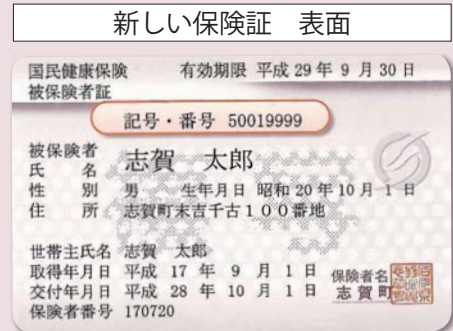 新しい保険証　表面
国民健康保険　　有効期限 平成 29 年 9 月 30 日
被保険者証
記号・番号 50019999
被保険者
氏　　名　志賀　太郎
性　　別　男　　生年月日 昭和 20 年 10 月 1 日
住　　所　志賀町末吉千古１００番地
世帯主氏名 志賀　太郎
取得年月日 平成 17 年 9 月 1 日
交付年月日 平成 28 年 10 月 1 日
保険者番号 170720
保険者名
志 賀 町